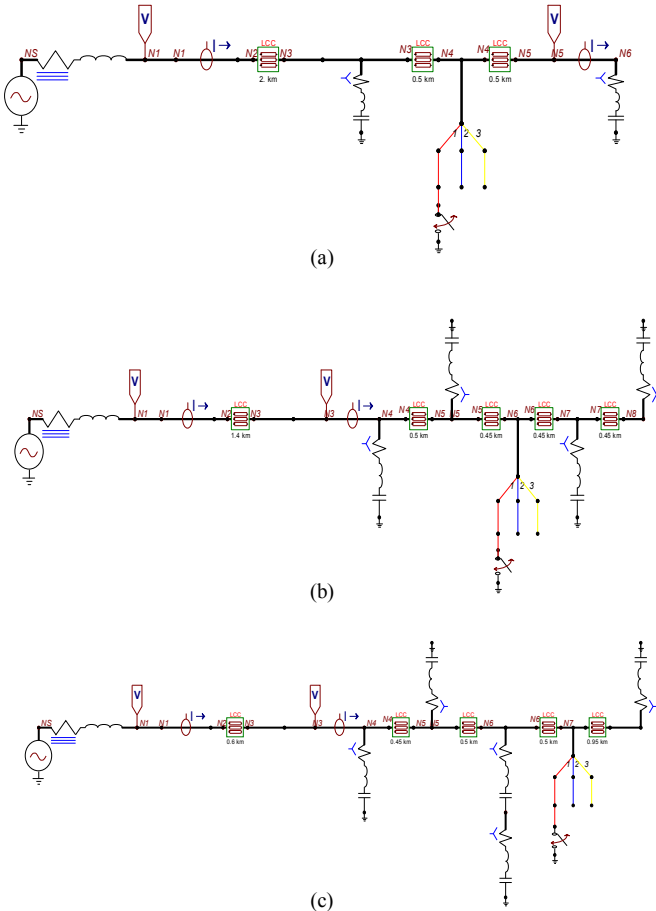 V
NS N1 N1 I LCC N2 N3 LCC N3 N4 LCC N4 N5 V N5 I N6
2. km 0.5 km 0.5 km
1 2 3
(a)
V V
NS N1 N1 I LCC N2 N3 N3 I N4 LCC N4 N5 N5 LCC N5 N6 LCC N6 N7 LCC N7 N8
1.4 km 0.5 km 0.45 km 0.45 km 0.45 km
1 2 3
(b)
V V
NS N1 N1 I LCC N2 N3 N3 I N4 LCC N4 N5 N5 LCC N6 LCC N6 N7 LCC
0.6 km 0.45 km 0.5 km 0.5 km 0.95 km
1 2 3
(c)